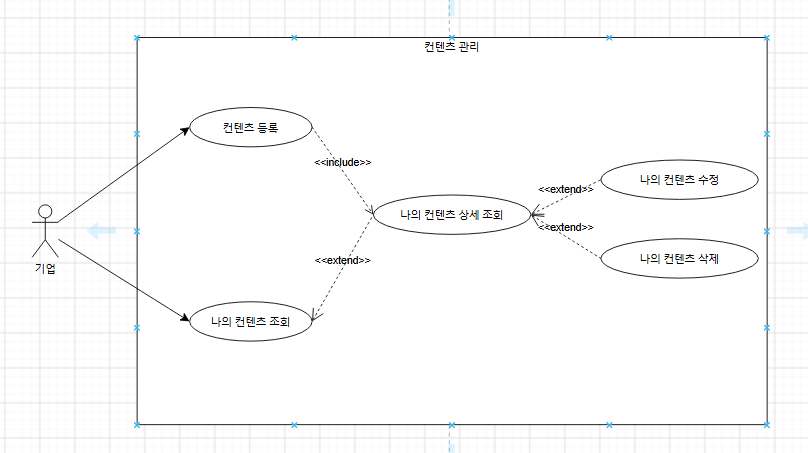 컨텐츠 관리
컨텐츠 등록
<<include>>
나의 컨텐츠 수정
<<extend>>
나의 컨텐츠 상세 조회
<<extend>>
기업
<<extend>>
나의 컨텐츠 삭제
나의 컨텐츠 조회